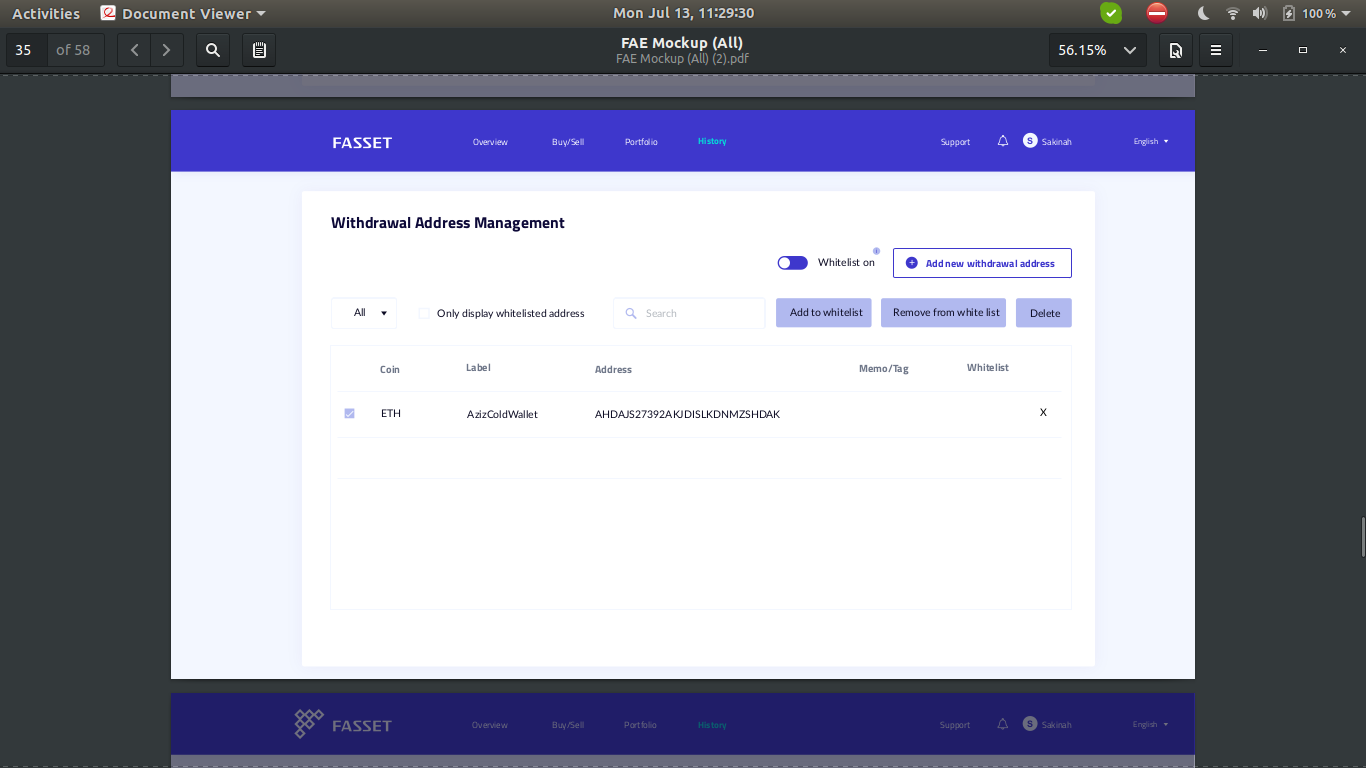 Activities Document Viewer Mon Jul 13, 11:29:30 100 %
35 of 58 FAE Mockup (All) 56.15%
FAE Mockup (All) (2).pdf
FASSET Overview Buy/Sell Portfolio History Support S Sakinah English
Withdrawal Address Management
Whitelist on i + Add new withdrawal address
All Only display whitelisted address Search Add to whitelist Remove from white list Delete
Coin Label Address Memo/Tag Whitelist
ETH AzizColdWallet AHDAJS27392AKJDISLKDNMZSHDAK X
FASSET Overview Buy/Sell Portfolio History Support S Sakinah English